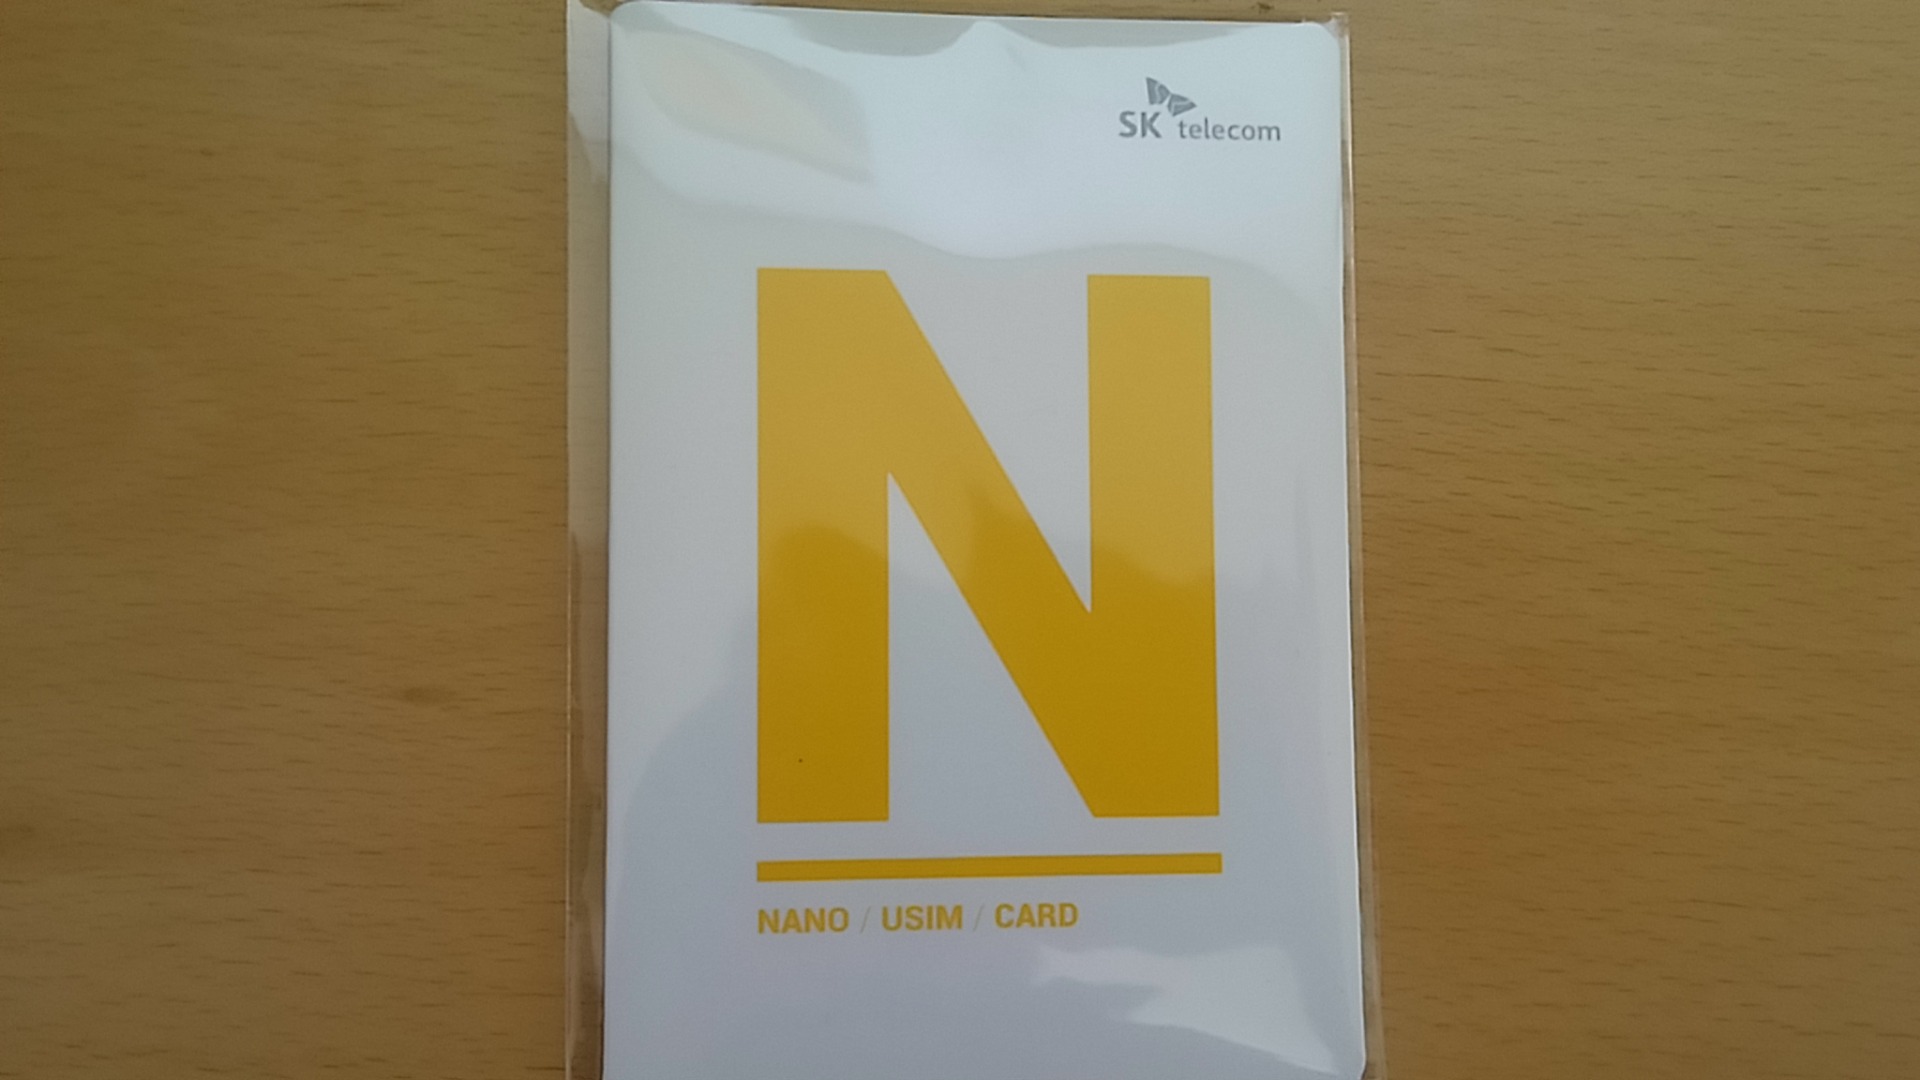 SK telecom
N
NANO / USIM / CARD